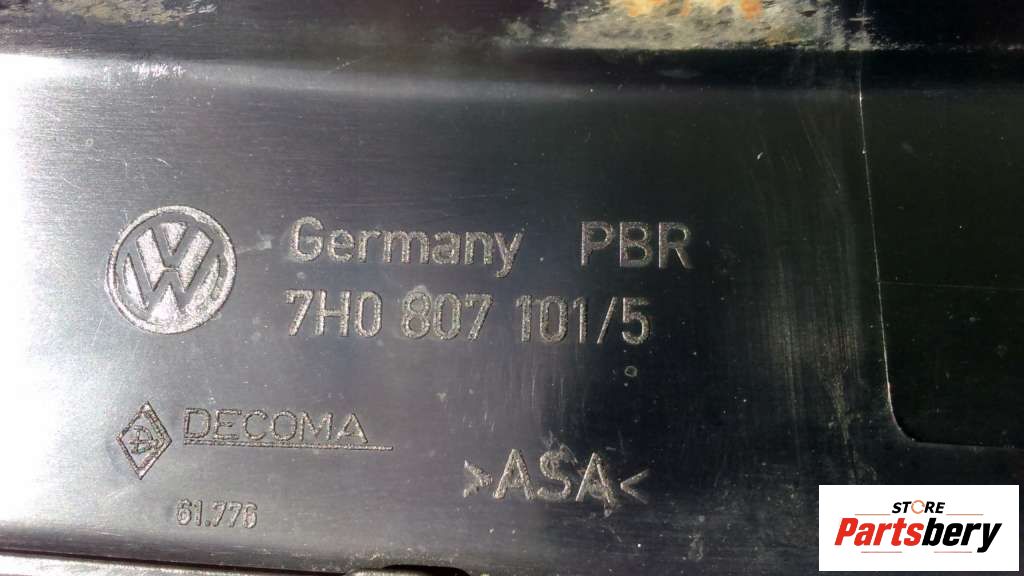 Germany PBR
7H0 807 101/5
DECOMA
>ASA<
61.776
STORE
Partsbery